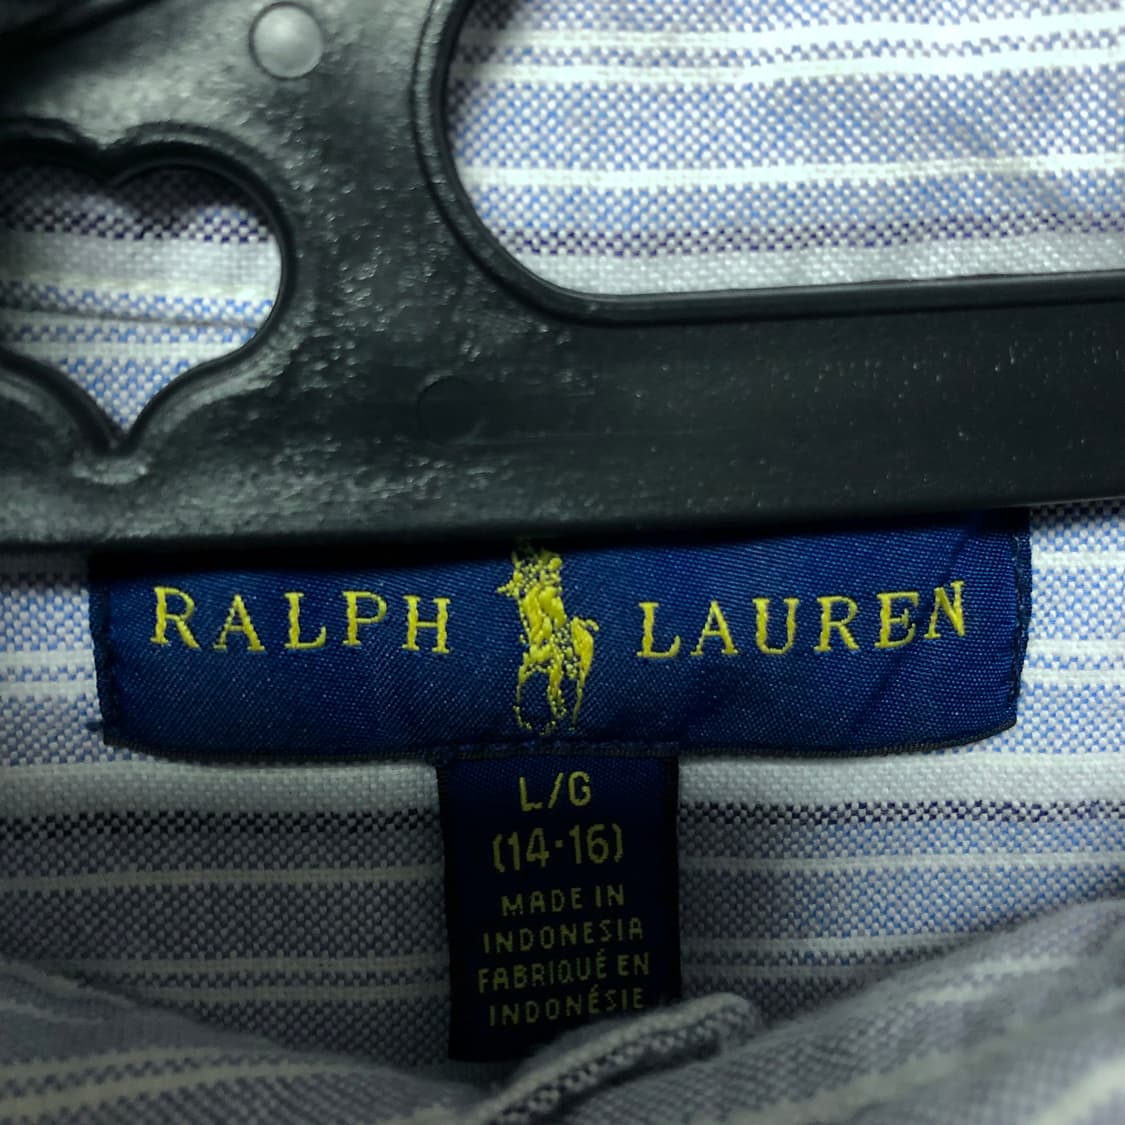 RALPH LAUREN
L/G
(14·16)
MADE IN
INDONESIA
FABRIQUÉ EN
INDONÉSIE